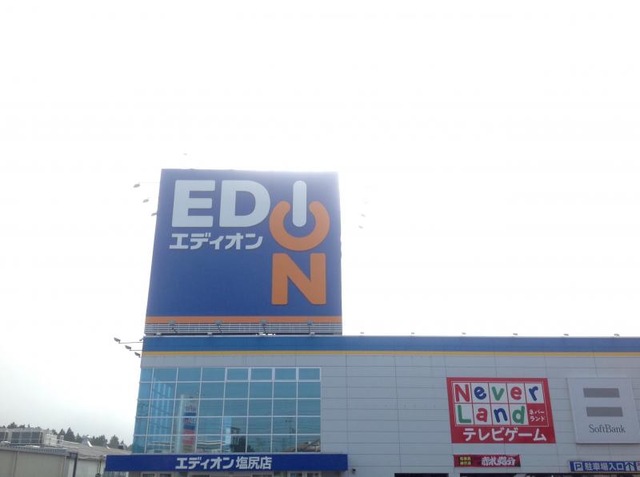 EDION
エディオン
Never
Land
ネバー
ランド
テレビゲーム
SoftBank
エディオン塩尻店
P駐車場入口